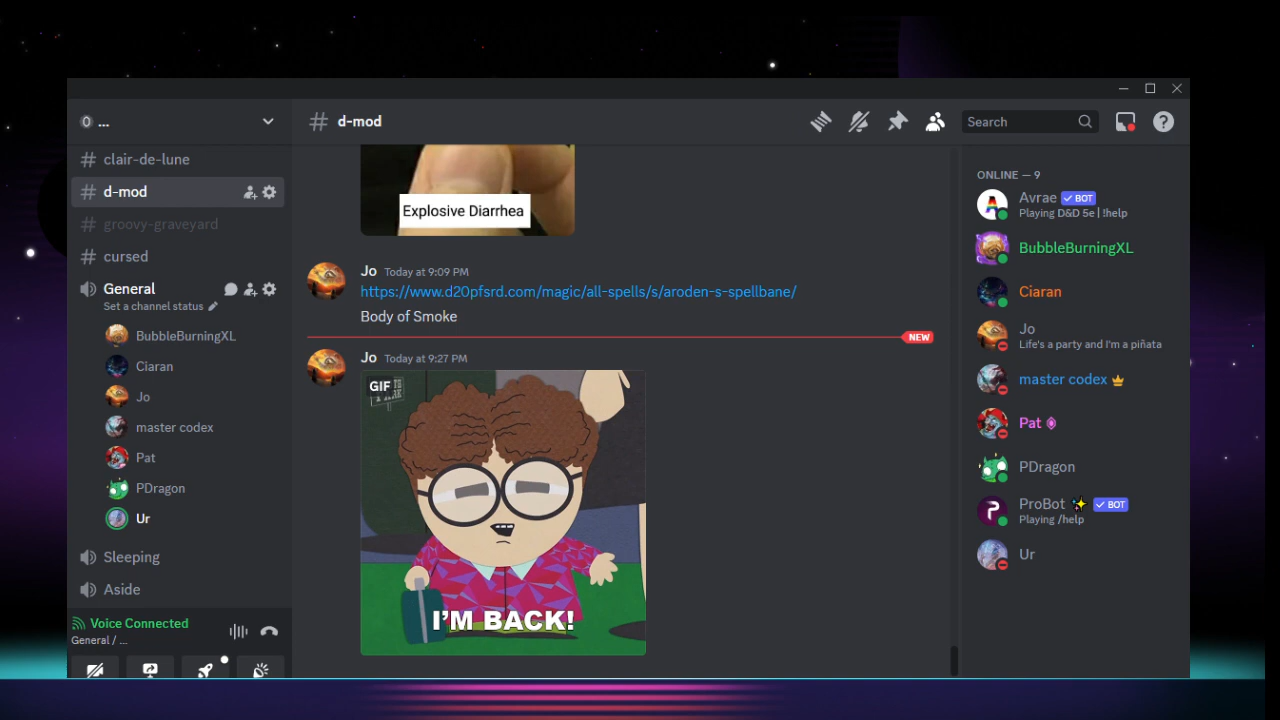 0 ...
clair-de-lune
d-mod
groovy-graveyard
cursed
General
Set a channel status
BubbleBurningXL
Ciaran
Jo
master codex
Pat
PDragon
Ur
Sleeping
Aside
Voice Connected
General / ...
# d-mod
Search
Explosive Diarrhea
Jo Today at 9:09 PM
https://www.d20pfsrd.com/magic/all-spells/s/aroden-s-spellbane/
Body of Smoke
NEW
Jo Today at 9:27 PM
GIF
I'M BACK!
ONLINE — 9
Avrae BOT
Playing D&D 5e | !help
BubbleBurningXL
Ciaran
Jo
Life's a party and I'm a piñata
master codex
Pat
PDragon
ProBot BOT
Playing /help
Ur